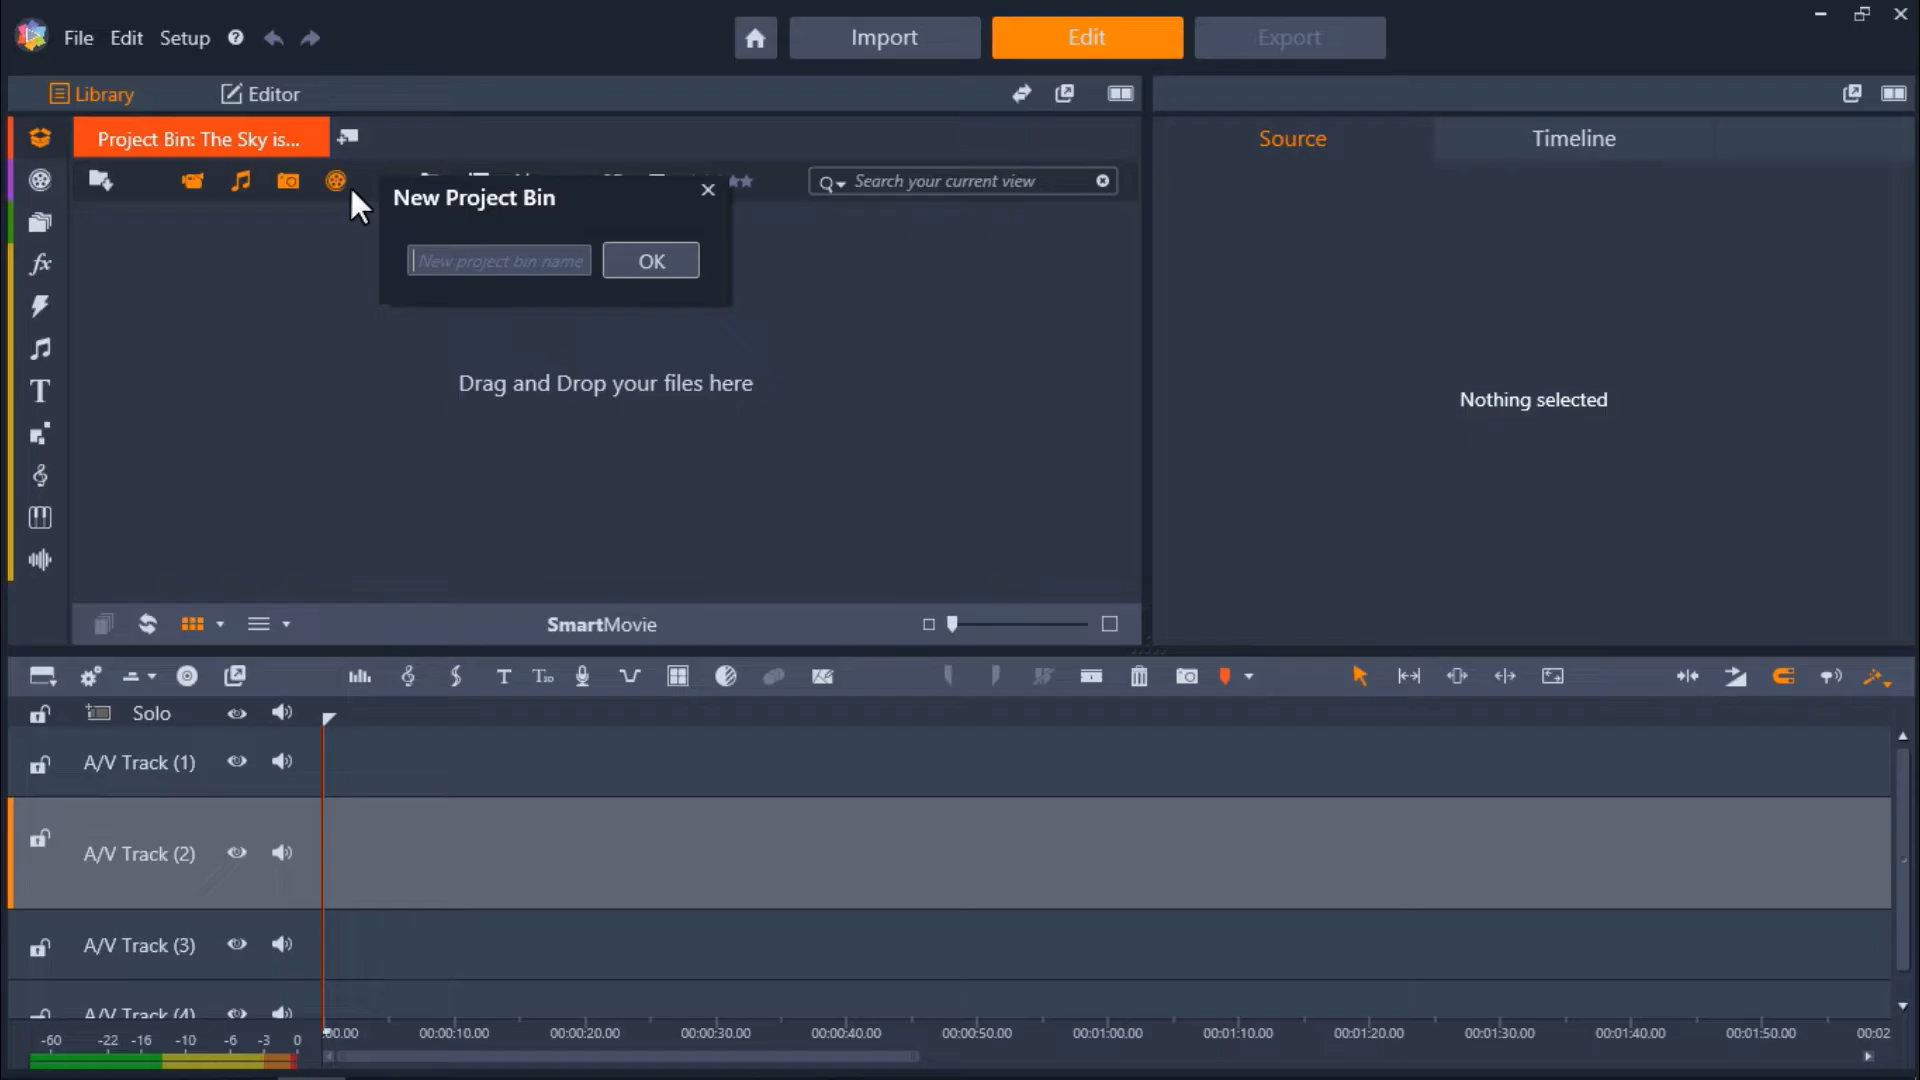 File Edit Setup
Import
Edit
Export
Library
Editor
Project Bin: The Sky is...
Source
Timeline
Search your current view
New Project Bin
New project bin name
OK
Drag and Drop your files here
Nothing selected
SmartMovie
Solo
A/V Track (1)
A/V Track (2)
A/V Track (3)
A/V Track (4)
-60 -22 -16 -10 -6 -3 0
:00.00 00:00:10.00 00:00:20.00 00:00:30.00 00:00:40.00 00:00:50.00 00:01:00.00 00:01:10.00 00:01:20.00 00:01:30.00 00:01:40.00 00:01:50.00 00:02